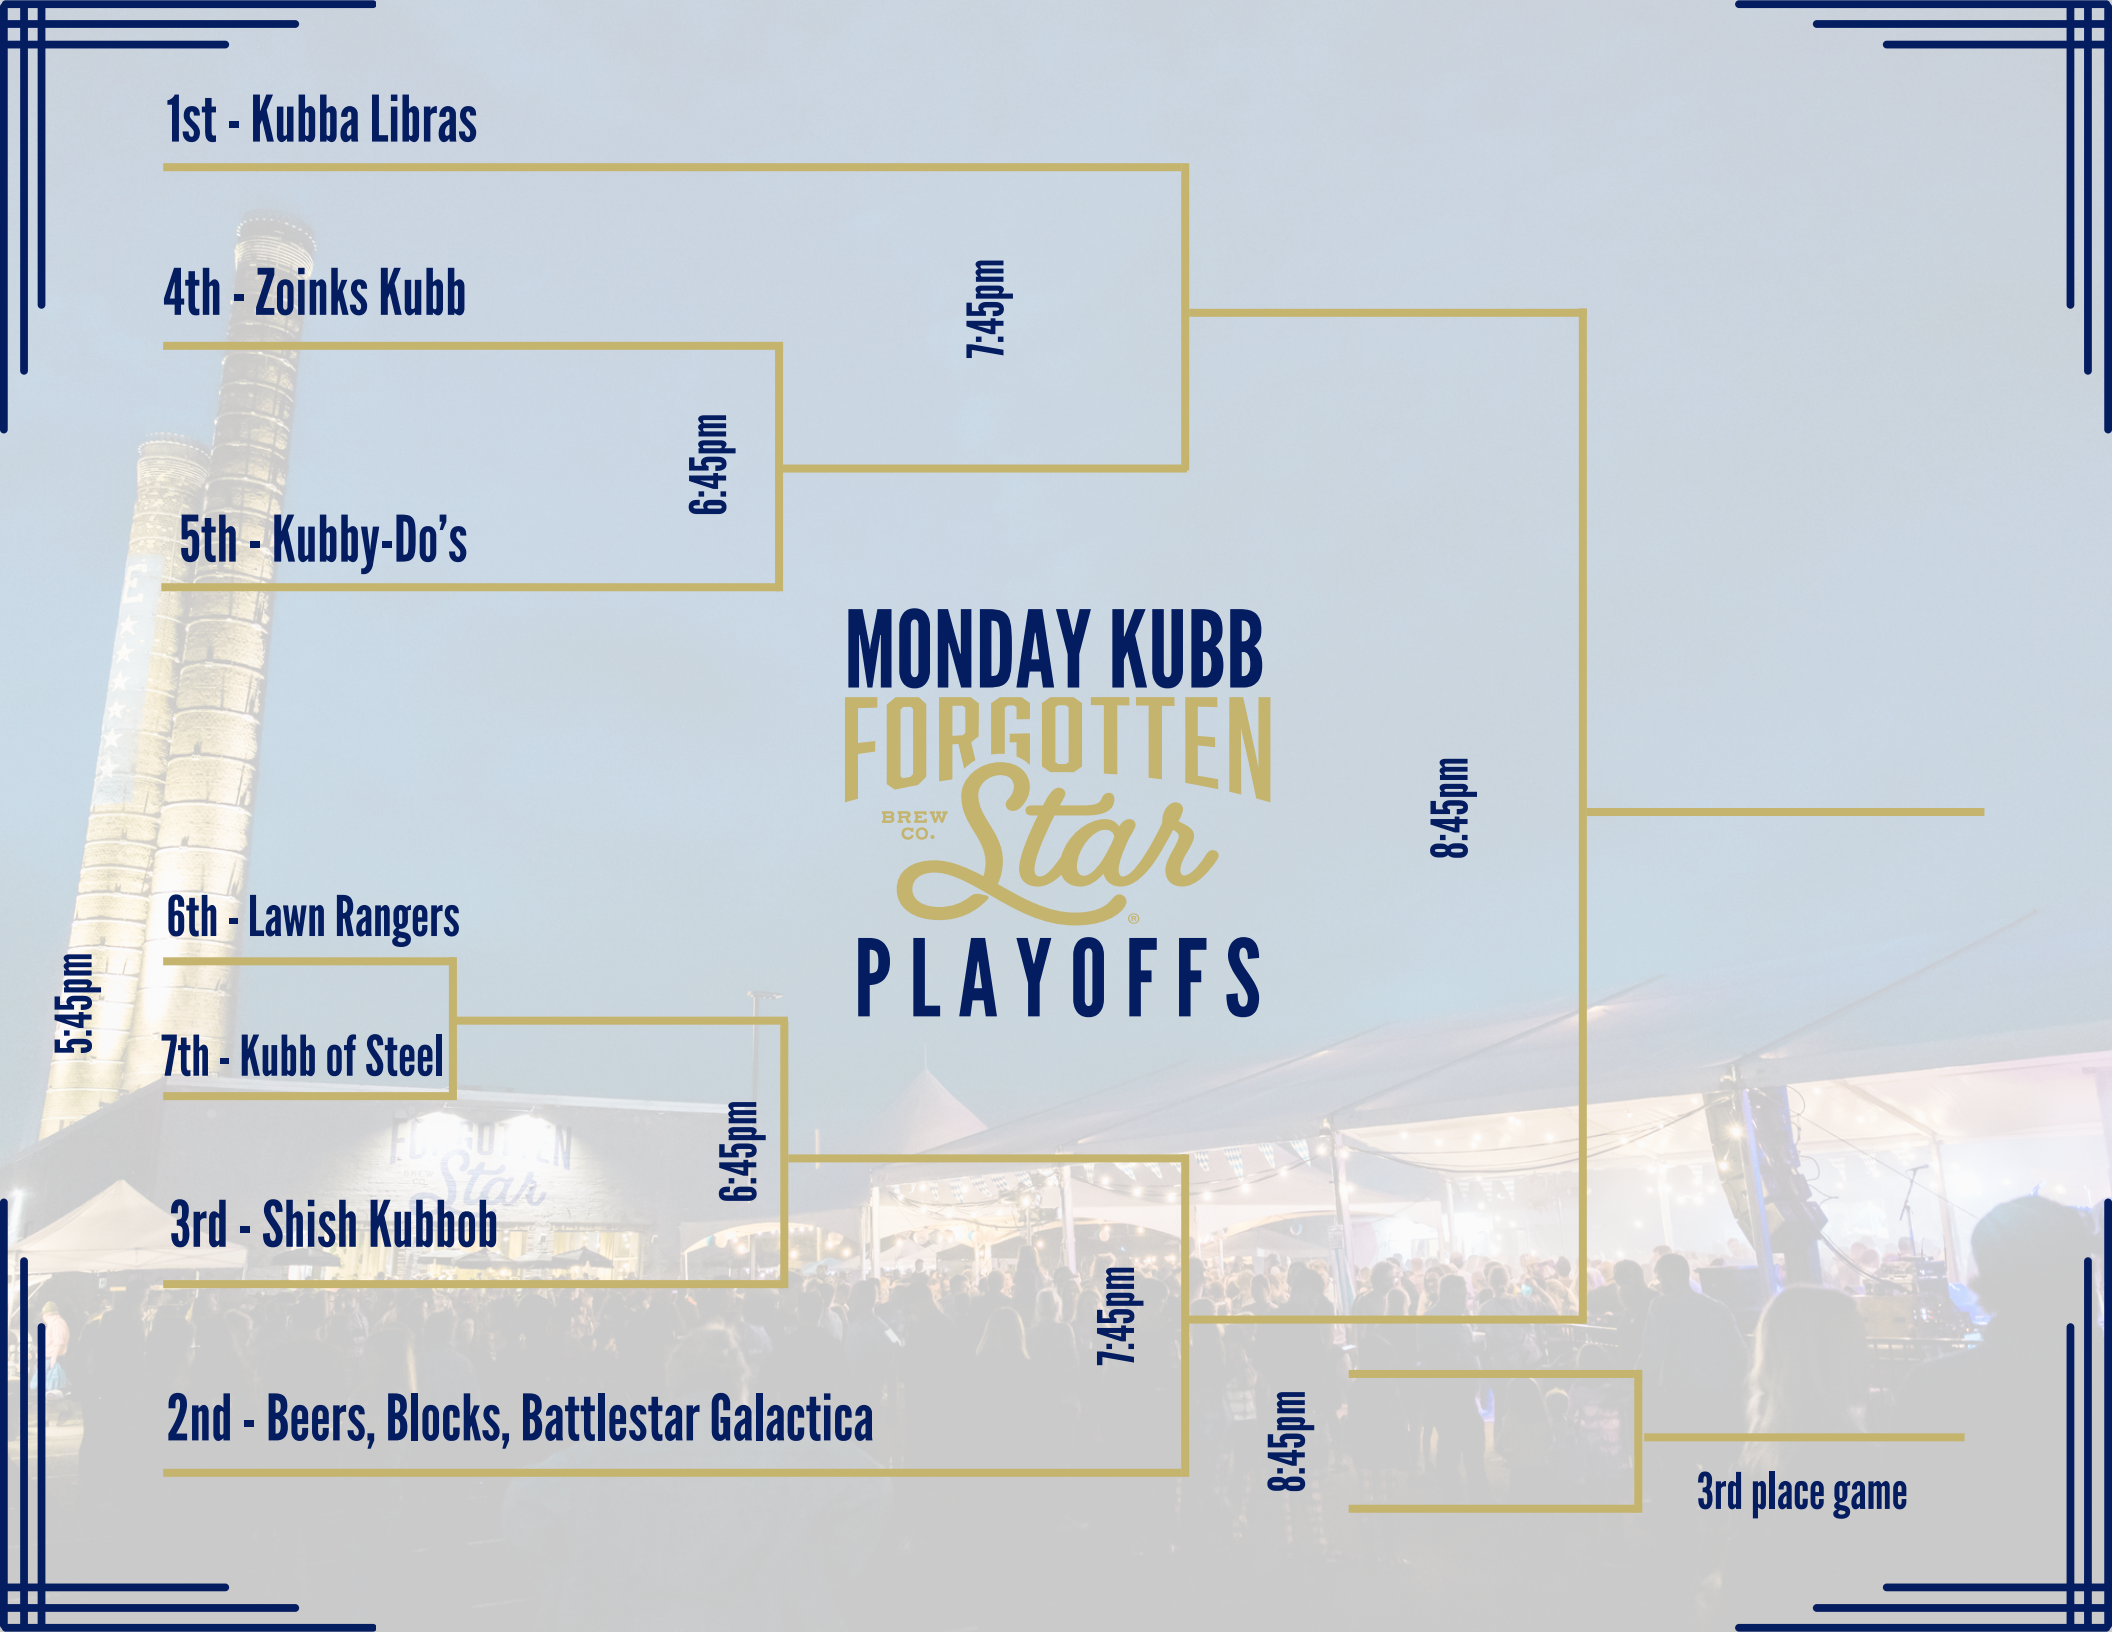 1st - Kubba Libras
4th - Zoinks Kubb
7:45pm
6:45pm
5th - Kubby-Do's
MONDAY KUBB
FORGOTTEN
Star
BREW
CO.
®
PLAYOFFS
8:45pm
6th - Lawn Rangers
5:45pm
7th - Kubb of Steel
6:45pm
FORGOTTEN
Star
3rd - Shish Kubbob
7:45pm
2nd - Beers, Blocks, Battlestar Galactica
8:45pm
3rd place game